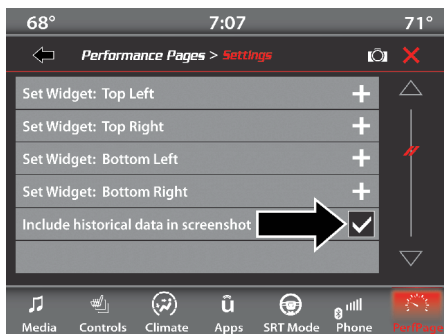 68° 7:07 71°
Performance Pages > Settings
Set Widget: Top Left
Set Widget: Top Right
Set Widget: Bottom Left
Set Widget: Bottom Right
Include historical data in screenshot
Media Controls Climate Apps SRT Mode Phone PerfPages